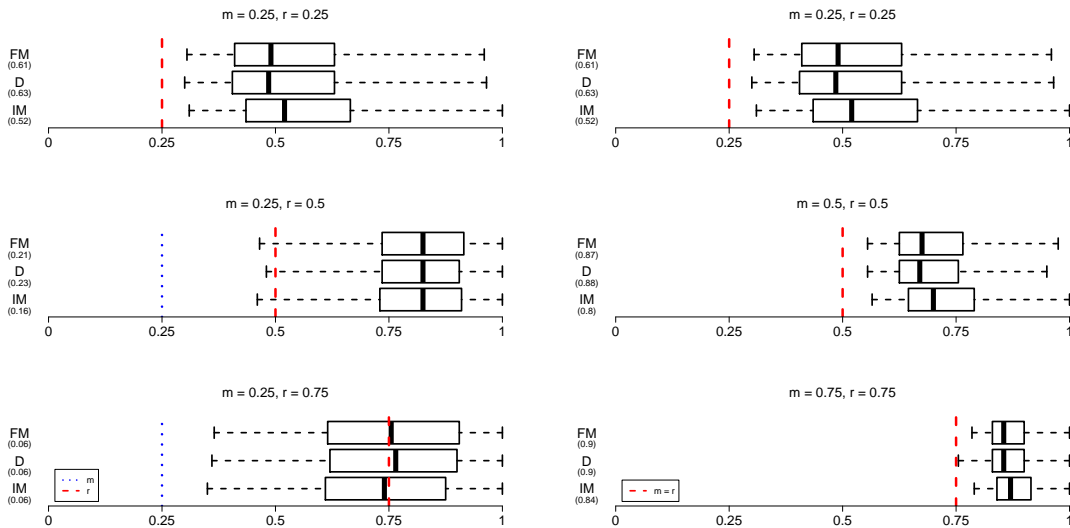 m = 0.25, r = 0.25
FM
(0.61)
D
(0.63)
IM
(0.52)
0 0.25 0.5 0.75 1
m = 0.25, r = 0.25
FM
(0.61)
D
(0.63)
IM
(0.52)
0 0.25 0.5 0.75 1
m = 0.25, r = 0.5
FM
(0.21)
D
(0.23)
IM
(0.16)
0 0.25 0.5 0.75 1
m = 0.5, r = 0.5
FM
(0.87)
D
(0.88)
IM
(0.8)
0 0.25 0.5 0.75 1
m = 0.25, r = 0.75
FM
(0.06)
D
(0.06)
IM
(0.06)
m
r
0 0.25 0.5 0.75 1
m = 0.75, r = 0.75
FM
(0.9)
D
(0.9)
IM
(0.84)
m = r
0 0.25 0.5 0.75 1